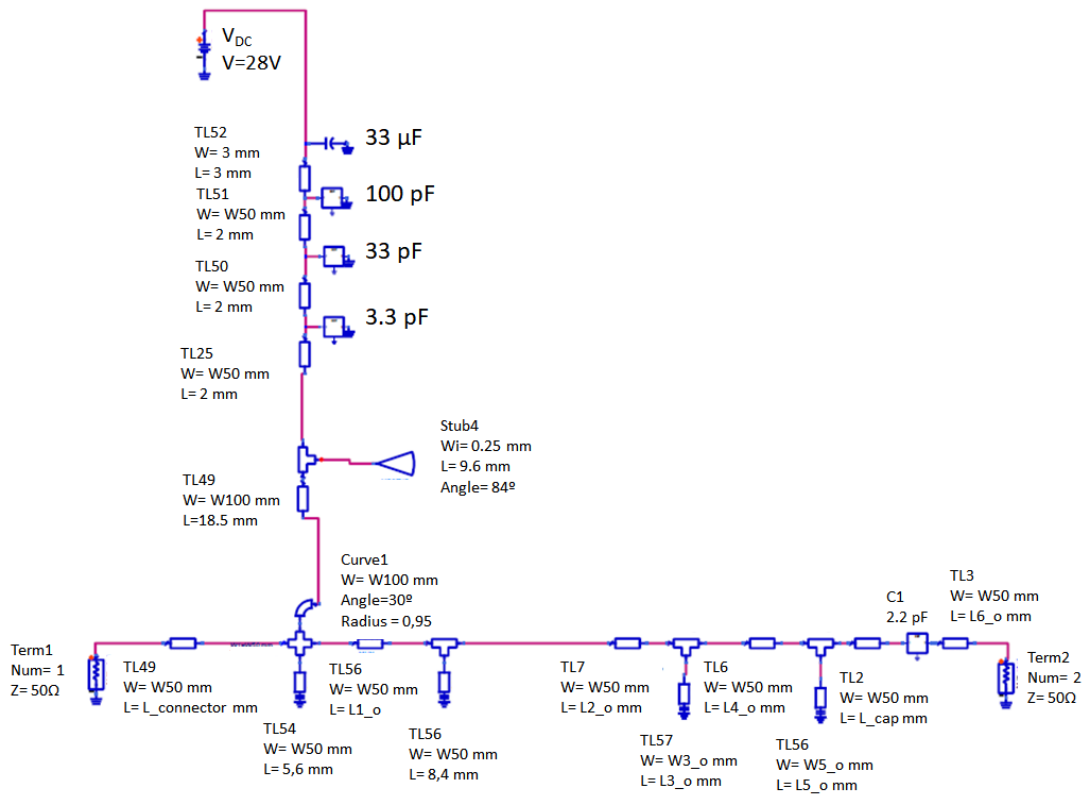 V_DC
V=28V
TL52
W= 3 mm
L= 3 mm
33 µF
TL51
W= W50 mm
L= 2 mm
100 pF
TL50
W= W50 mm
L= 2 mm
33 pF
3.3 pF
TL25
W= W50 mm
L= 2 mm
Stub4
Wi= 0.25 mm
L= 9.6 mm
Angle= 84º
TL49
W= W100 mm
L=18.5 mm
Curve1
W= W100 mm
Angle=30º
Radius = 0,95
Term1
Num= 1
Z= 50Ω
TL49
W= W50 mm
L= L_connector mm
TL54
W= W50 mm
L= 5,6 mm
TL56
W= W50 mm
L= L1_o
TL56
W= W50 mm
L= 8,4 mm
TL7
W= W50 mm
L= L2_o mm
TL57
W= W3_o mm
L= L3_o mm
TL6
W= W50 mm
L= L4_o mm
TL56
W= W5_o mm
L= L5_o mm
TL2
W= W50 mm
L= L_cap mm
C1
2.2 pF
TL3
W= W50 mm
L= L6_o mm
Term2
Num= 2
Z= 50Ω